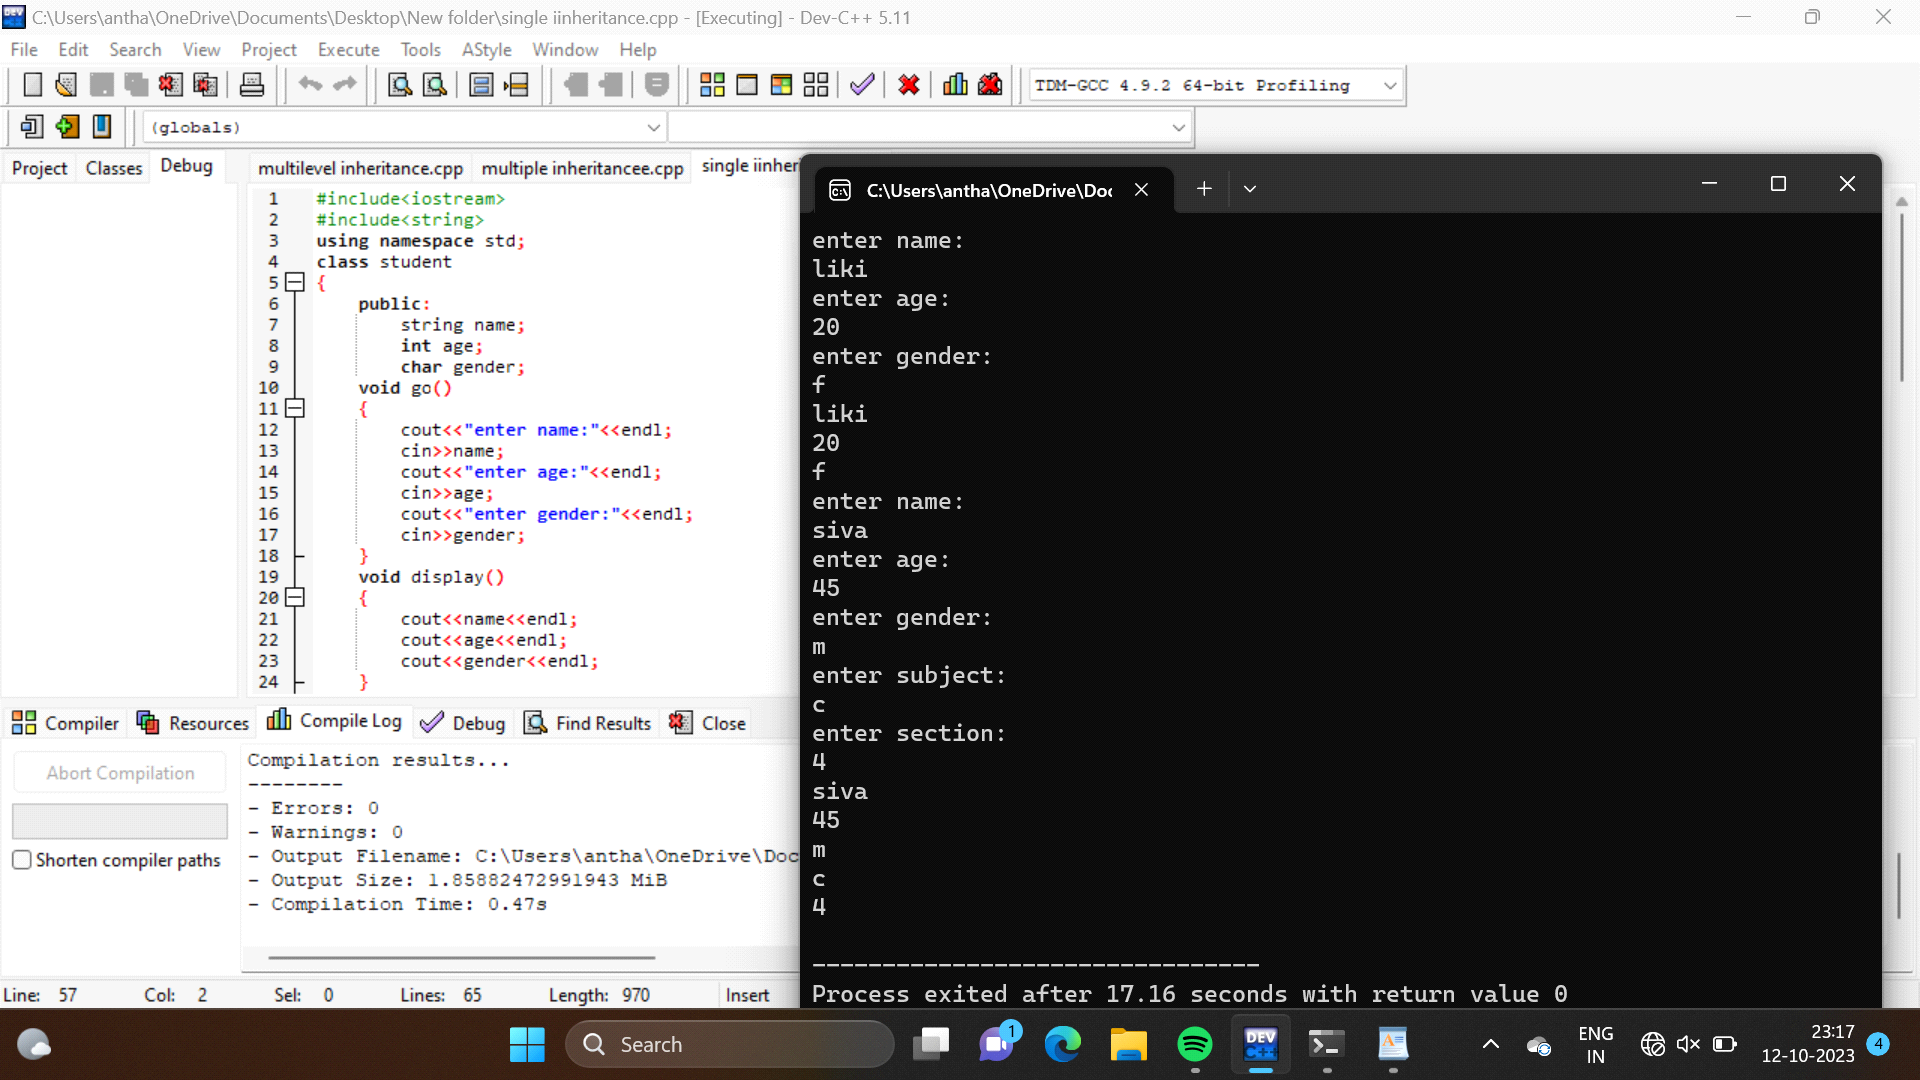 C:\Users\antha\OneDrive\Documents\Desktop\New folder\single iinheritance.cpp - [Executing] - Dev-C++ 5.11
File Edit Search View Project Execute Tools AStyle Window Help
TDM-GCC 4.9.2 64-bit Profiling
(globals)
Project Classes Debug
multilevel inheritance.cpp multiple inheritancee.cpp single iinheri
1 #include<iostream>
2 #include<string>
3 using namespace std;
4 class student
5 {
6 public:
7 string name;
8 int age;
9 char gender;
10 void go()
11 {
12 cout<<"enter name:"<<endl;
13 cin>>name;
14 cout<<"enter age:"<<endl;
15 cin>>age;
16 cout<<"enter gender:"<<endl;
17 cin>>gender;
18 }
19 void display()
20 {
21 cout<<name<<endl;
22 cout<<age<<endl;
23 cout<<gender<<endl;
24 }
C:\Users\antha\OneDrive\Doc
enter name:
liki
enter age:
20
enter gender:
f
liki
20
f
enter name:
siva
enter age:
45
enter gender:
m
enter subject:
c
enter section:
4
siva
45
m
c
4
--------------------------------
Process exited after 17.16 seconds with return value 0
Compiler Resources Compile Log Debug Find Results Close
Abort Compilation
Shorten compiler paths
Compilation results...
--------
- Errors: 0
- Warnings: 0
- Output Filename: C:\Users\antha\OneDrive\Doc
- Output Size: 1.85882472991943 MiB
- Compilation Time: 0.47s
Line: 57 Col: 2 Sel: 0 Lines: 65 Length: 970 Insert
Search
1
DEV
C++
ENG
IN
23:17
12-10-2023
4